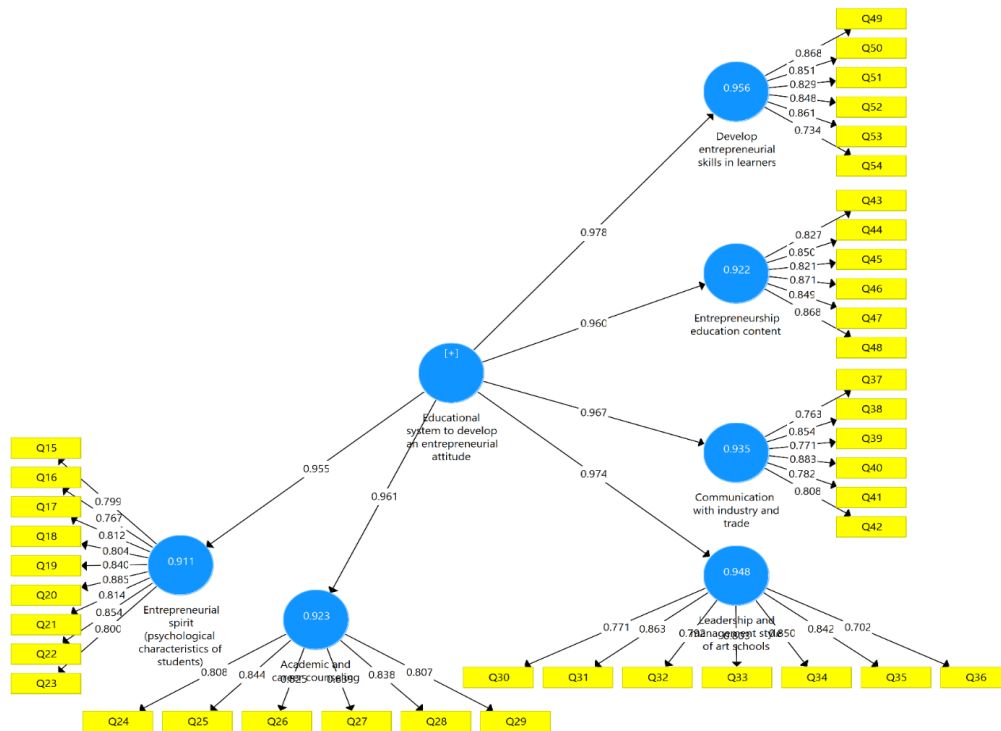 Q49
0.868
Q50
0.851
Q51
0.829
0.848
Q52
0.861
Q53
0.734
Q54
0.956
Develop
entrepreneurial
skills in learners
0.978
Q43
0.827
Q44
0.850
Q45
0.821
0.871
Q46
0.849
Q47
0.868
Q48
0.922
Entrepreneurship
education content
0.960
[+]
Educational
system to develop
an entrepreneurial
attitude
0.967
Q37
0.763
Q38
0.854
Q39
0.771
0.883
Q40
0.782
Q41
0.808
Q42
0.935
Communication
with industry and
trade
0.955
0.961
0.974
Q15
Q16
0.799
Q17
0.767
0.812
Q18
0.804
Q19
0.840
Q20
0.885
0.814
Q21
0.854
Q22
0.800
Q23
0.911
Entrepreneurial
spirit
(psychological
characteristics of
students)
0.923
Academic and
career counseling
0.808
0.844
0.838
0.807
Q24
Q25
Q26
Q27
Q28
Q29
0.948
Leadership and
management style
of art schools
0.771
0.863
0.792
0.850
0.842
0.702
Q30
Q31
Q32
Q33
Q34
Q35
Q36